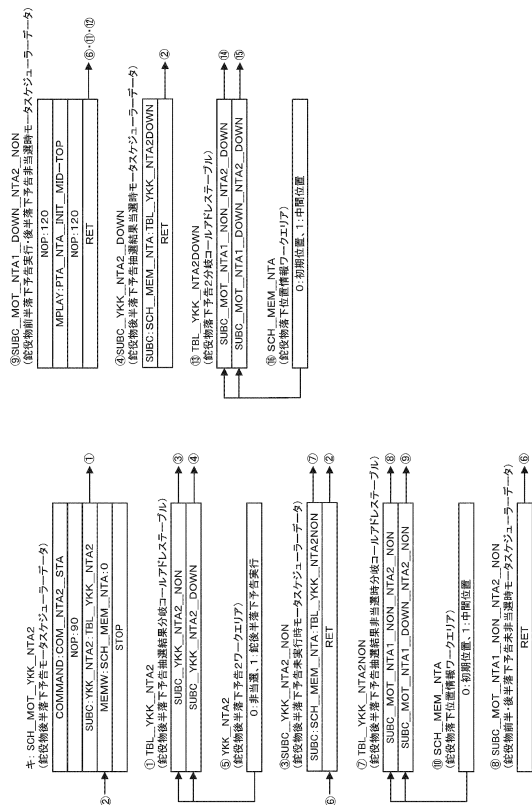 キ: SCH_MOT_YKK_NTA2
(鉈役物後半落下予告モータスケジューラーデータ)
COMMAND:COM_NTA2_STA
NOP:90
SUBC:YKK_NTA2:TBL_YKK_NTA2
①
②
MEMW:SCH_MEM_NTA:0
STOP
① TBL_YKK_NTA2
(鉈役物後半落下予告抽選結果分岐コールアドレステーブル)
SUBC_YKK_NTA2_NON
③
SUBC_YKK_NTA2_DOWN
④
⑤ YKK_NTA2
(鉈役物落下予告2ワークエリア)
0:非当選、1:鉈後半落下予告実行
③SUBC_YKK_NTA2_NON
(鉈役物後半落下予告未実行時モータスケジューラーデータ)
SUBC:SCH_MEM_NTA:TBL_YKK_NTA2NON
⑦
⑥
RET
②
⑦ TBL_YKK_NTA2NON
(鉈役物後半落下予告抽選結果非当選時分岐コールアドレステーブル)
SUBC_MOT_NTA1_NON_NTA2_NON
⑧
SUBC_MOT_NTA1_DOWN_NTA2_NON
⑨
⑩ SCH_MEM_NTA
(鉈役物落下位置情報ワークエリア)
0:初期位置、1:中間位置
⑧ SUBC_MOT_NTA1_NON_NTA2_NON
(鉈役物前半・後半落下予告未非当選時モータスケジューラーデータ)
RET
⑥
⑨SUBC_MOT_NTA1_DOWN_NTA2_NON
(鉈役物前半落下予告実行・後半落下予告非当選時モータスケジューラーデータ)
NOP:120
MPLAY:PTA_NTA_INIT_MID-TOP
NOP:120
RET
⑥・⑪・⑫
④SUBC_YKK_NTA2_DOWN
(鉈役物後半落下予告抽選結果当選時モータスケジューラーデータ)
SUBC:SCH_MEM_NTA:TBL_YKK_NTA2DOWN
RET
②
⑬ TBL_YKK_NTA2DOWN
(鉈役物落下予告2分岐コールアドレステーブル)
SUBC_MOT_NTA1_NON_NTA2_DOWN
⑭
SUBC_MOT_NTA1_DOWN_NTA2_DOWN
⑮
⑯ SCH_MEM_NTA
(鉈役物落下位置情報ワークエリア)
0:初期位置、1:中間位置